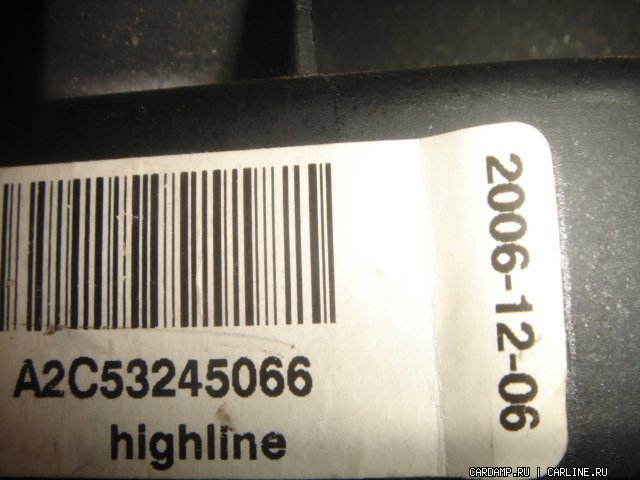 A2C53245066
highline
2006-12-06
CARDAMP.RU | CARLINE.RU